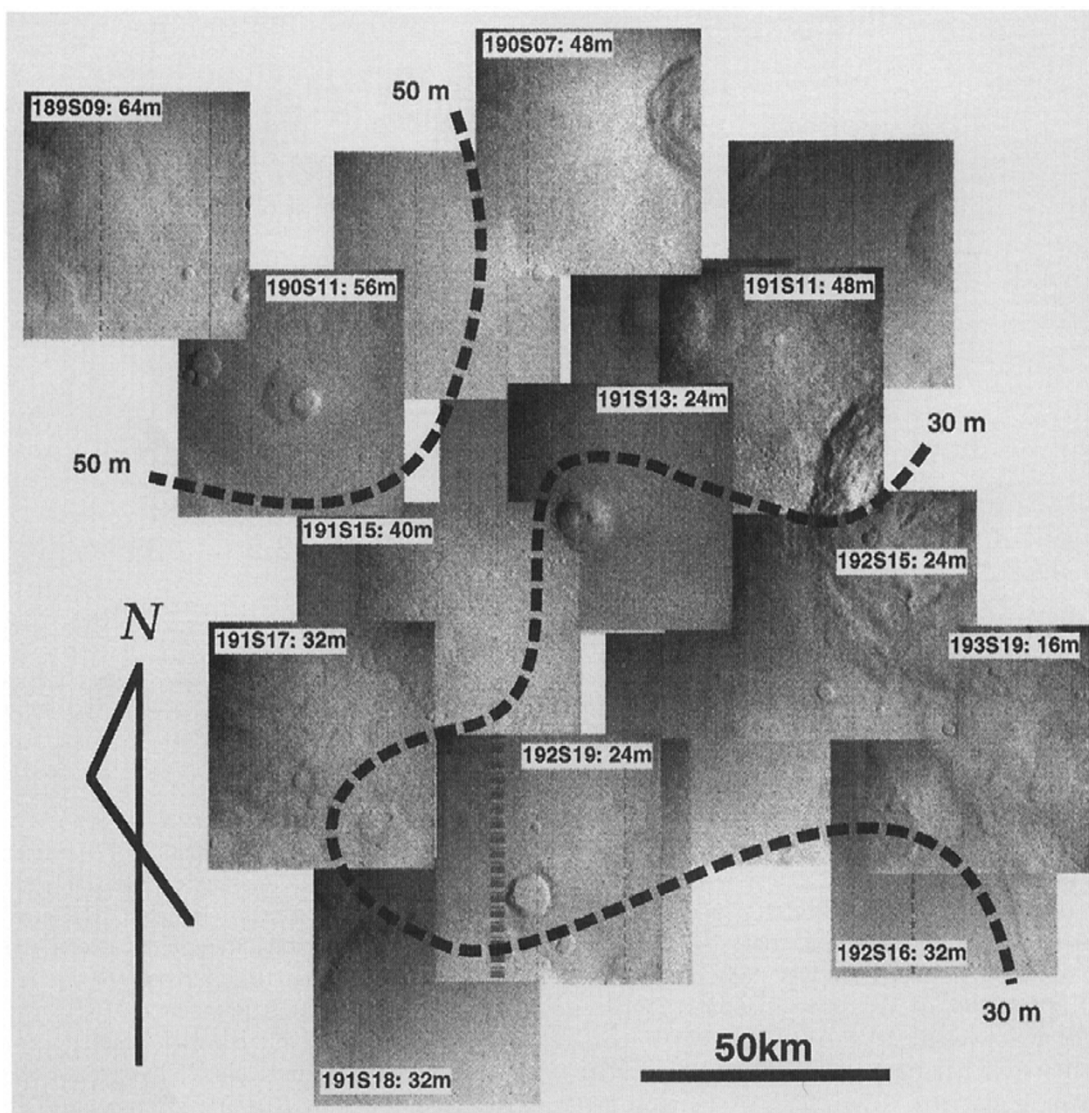 190S07: 48m
50 m
189S09: 64m
190S11: 56m
191S11: 48m
191S13: 24m
30 m
50 m
191S15: 40m
192S15: 24m
N
191S17: 32m
193S19: 16m
192S19: 24m
192S16: 32m
30 m
50km
191S18: 32m